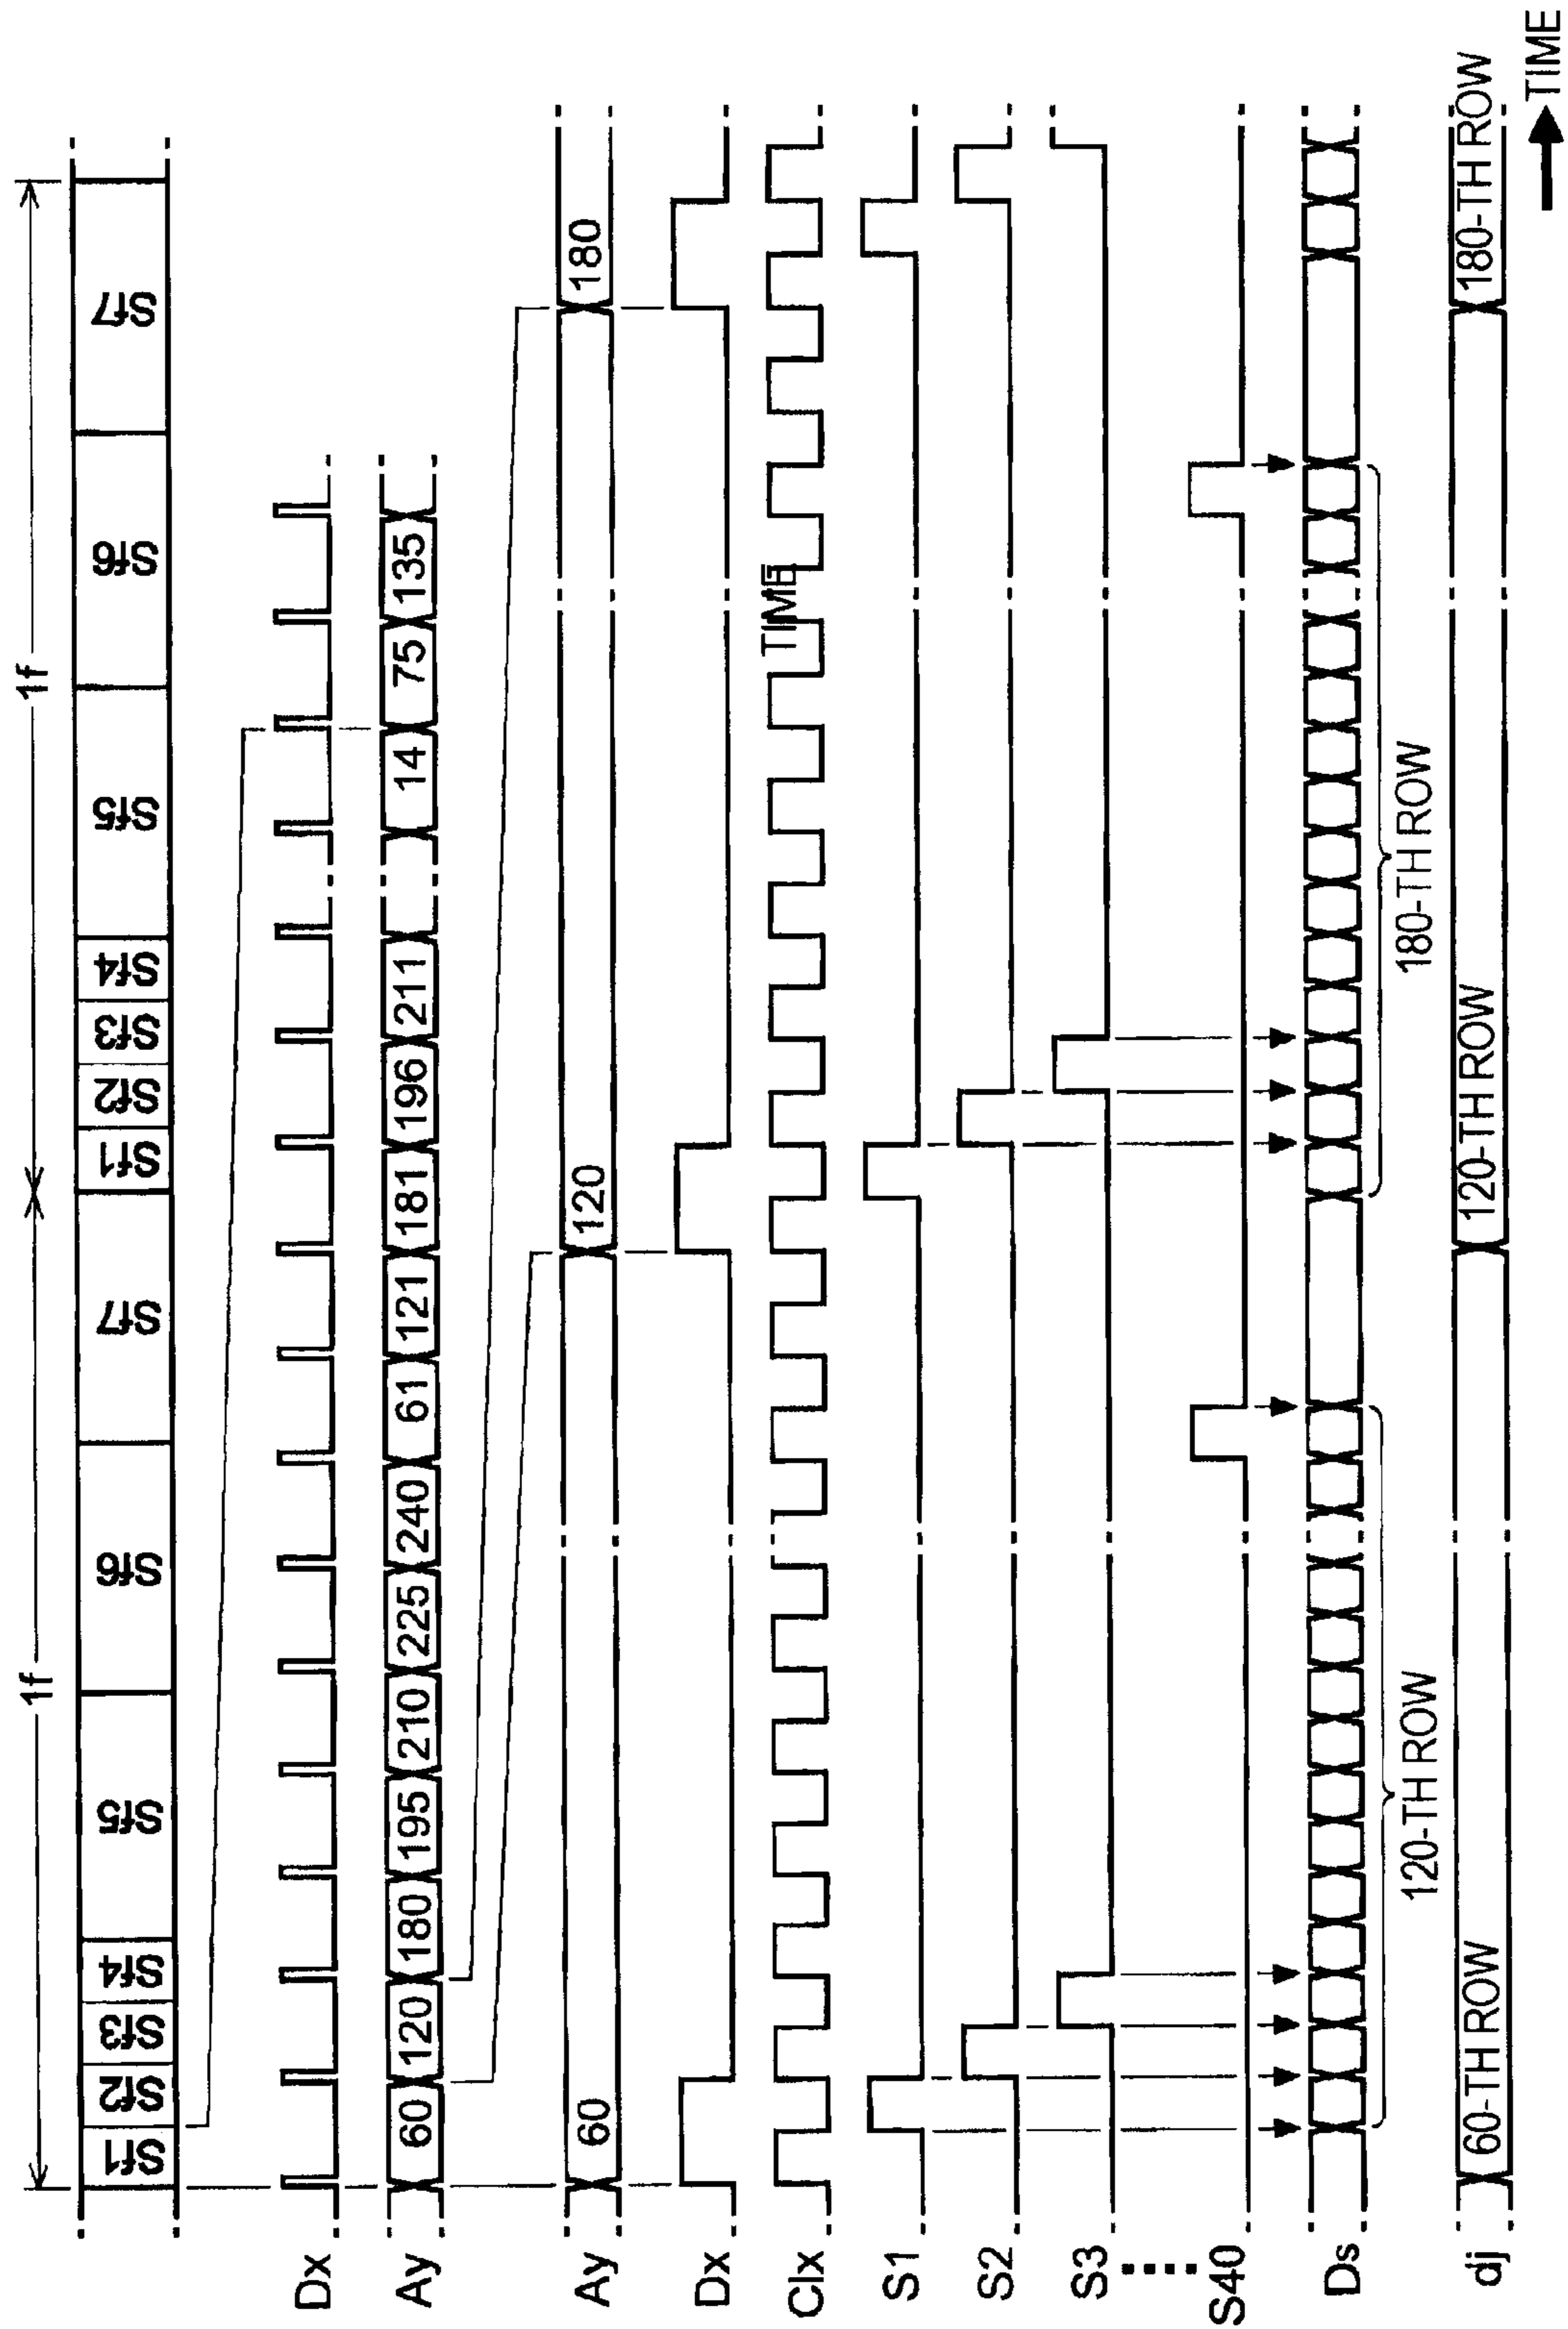 1f 1f
Sf1 Sf2 Sf3 Sf4 Sf5 Sf6 Sf7 Sf1 Sf2 Sf3 Sf4 Sf5 Sf6 Sf7
Dx
Ay 60 120 180 195 210 225 240 61 121 181 196 211 14 75 135
Ay 60 120 180
Dx
TIME
Clx
S1
S2
S3
S40
Ds
120-TH ROW 180-TH ROW
dj 60-TH ROW 120-TH ROW 180-TH ROW
TIME